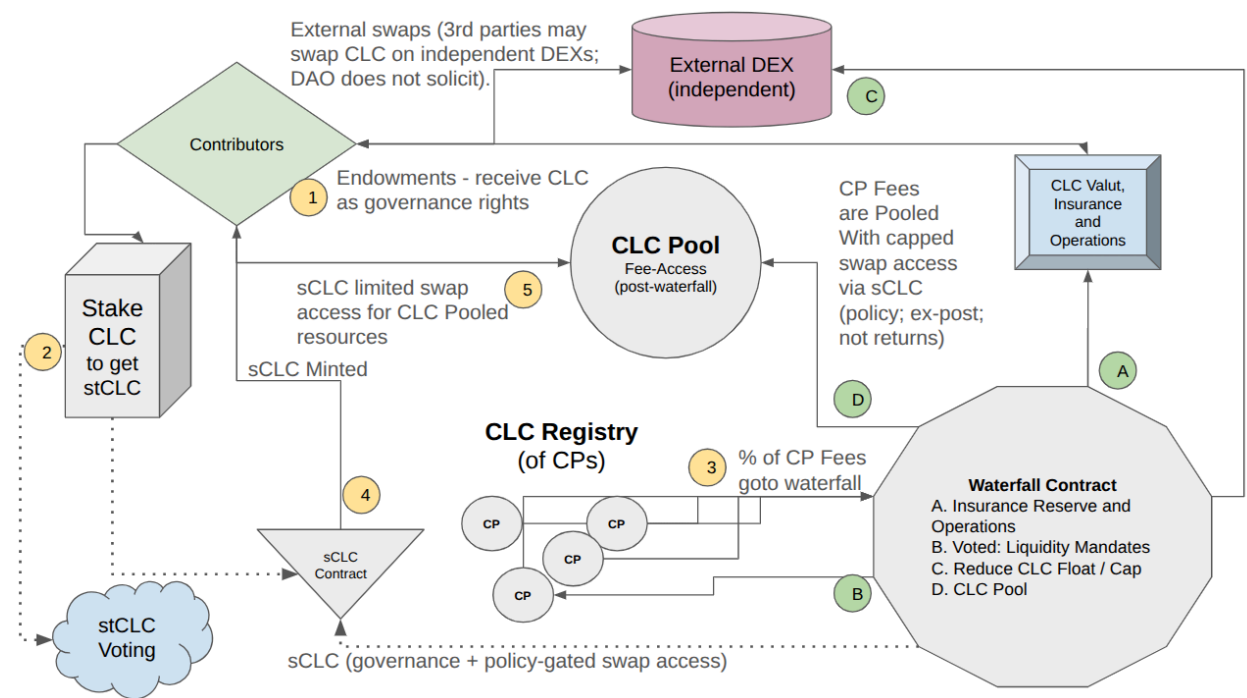 External swaps (3rd parties may
swap CLC on independent DEXs;
DAO does not solicit).
External DEX
(independent)
C
Contributors
1
Endowments - receive CLC
as governance rights
CLC Valut,
Insurance
and
Operations
CP Fees
are Pooled
With capped
swap access
via sCLC
(policy; ex-post;
not returns)
CLC Pool
Fee-Access
(post-waterfall)
Stake
CLC
to get
stCLC
2
5
sCLC limited swap
access for CLC Pooled
resources
sCLC Minted
A
D
CLC Registry
(of CPs)
3
% of CP Fees
goto waterfall
4
CP
CP
CP
CP
sCLC
Contract
Waterfall Contract
A. Insurance Reserve and
Operations
B. Voted: Liquidity Mandates
C. Reduce CLC Float / Cap
D. CLC Pool
B
stCLC
Voting
sCLC (governance + policy-gated swap access)